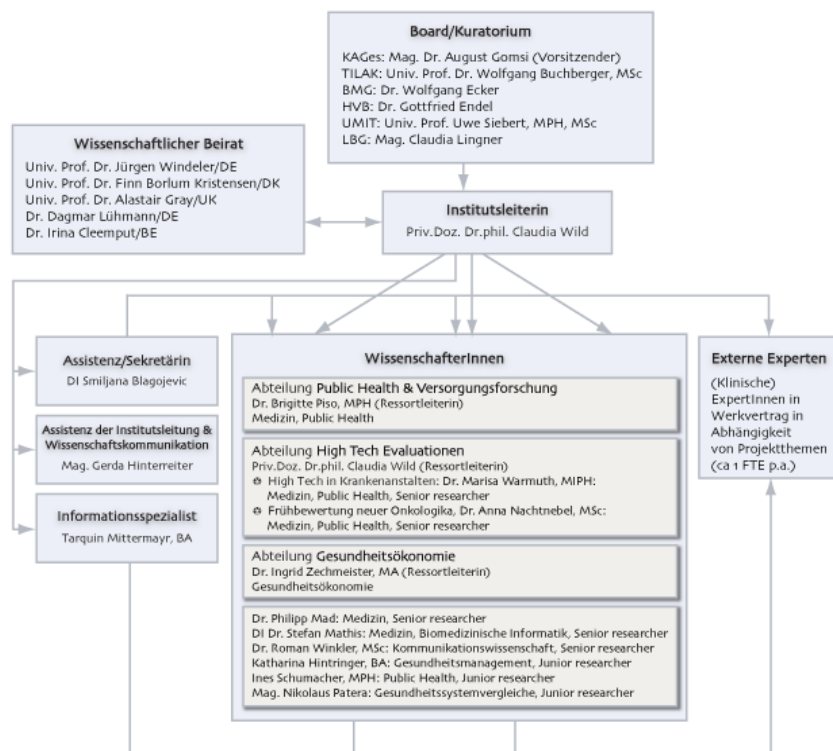 Board/Kuratorium
KAGes: Mag. Dr. August Gomsi (Vorsitzender)
TILAK: Univ. Prof. Dr. Wolfgang Buchberger, MSc
BMG: Dr. Wolfgang Ecker
HVB: Dr. Gottfried Endel
UMIT: Univ. Prof. Uwe Siebert, MPH, MSc
LBG: Mag. Claudia Lingner
Wissenschaftlicher Beirat
Univ. Prof. Dr. Jürgen Windeler/DE
Univ. Prof. Dr. Finn Borlum Kristensen/DK
Univ. Prof. Dr. Alastair Gray/UK
Dr. Dagmar Lühmann/DE
Dr. Irina Cleemput/BE
Institutsleiterin
Priv.Doz. Dr.phil. Claudia Wild
Assistenz/Sekretärin
DI Smiljana Blagojevic
Assistenz der Institutsleitung &
Wissenschaftskommunikation
Mag. Gerda Hinterreiter
Informationsspezialist
Tarquin Mittermayr, BA
WissenschafterInnen
Abteilung Public Health & Versorgungsforschung
Dr. Brigitte Piso, MPH (Ressortleiterin)
Medizin, Public Health
Abteilung High Tech Evaluationen
Priv.Doz. Dr.phil. Claudia Wild (Ressortleiterin)
High Tech in Krankenanstalten: Dr. Marisa Warmuth, MIPH:
Medizin, Public Health, Senior researcher
Frühbewertung neuer Onkologika, Dr. Anna Nachtnebel, MSc:
Medizin, Public Health, Senior researcher
Abteilung Gesundheitsökonomie
Dr. Ingrid Zechmeister, MA (Ressortleiterin)
Gesundheitsökonomie
Dr. Philipp Mad: Medizin, Senior researcher
DI Dr. Stefan Mathis: Medizin, Biomedizinische Informatik, Senior researcher
Dr. Roman Winkler, MSc: Kommunikationswissenschaft, Senior researcher
Katharina Hintringer, BA: Gesundheitsmanagement, Junior researcher
Ines Schumacher, MPH: Public Health, Junior researcher
Mag. Nikolaus Patera: Gesundheitssystemvergleiche, Junior researcher
Externe Experten
(Klinische)
ExpertInnen in
Werkvertrag in
Abhängigkeit
von Projektthemen
(ca 1 FTE p.a.)